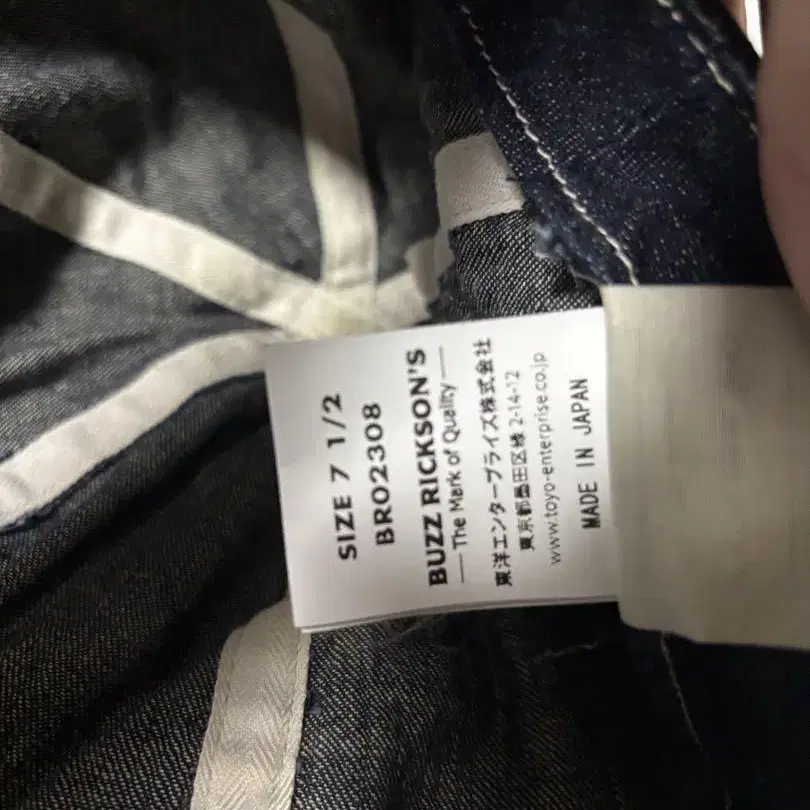 SIZE 7 1/2
BR02308
BUZZ RICKSON'S
— The Mark of Quality —
東洋エンタープライズ株式会社
東京都墨田区緑 2-14-12
www.toyo-enterprise.co.jp
MADE IN JAPAN